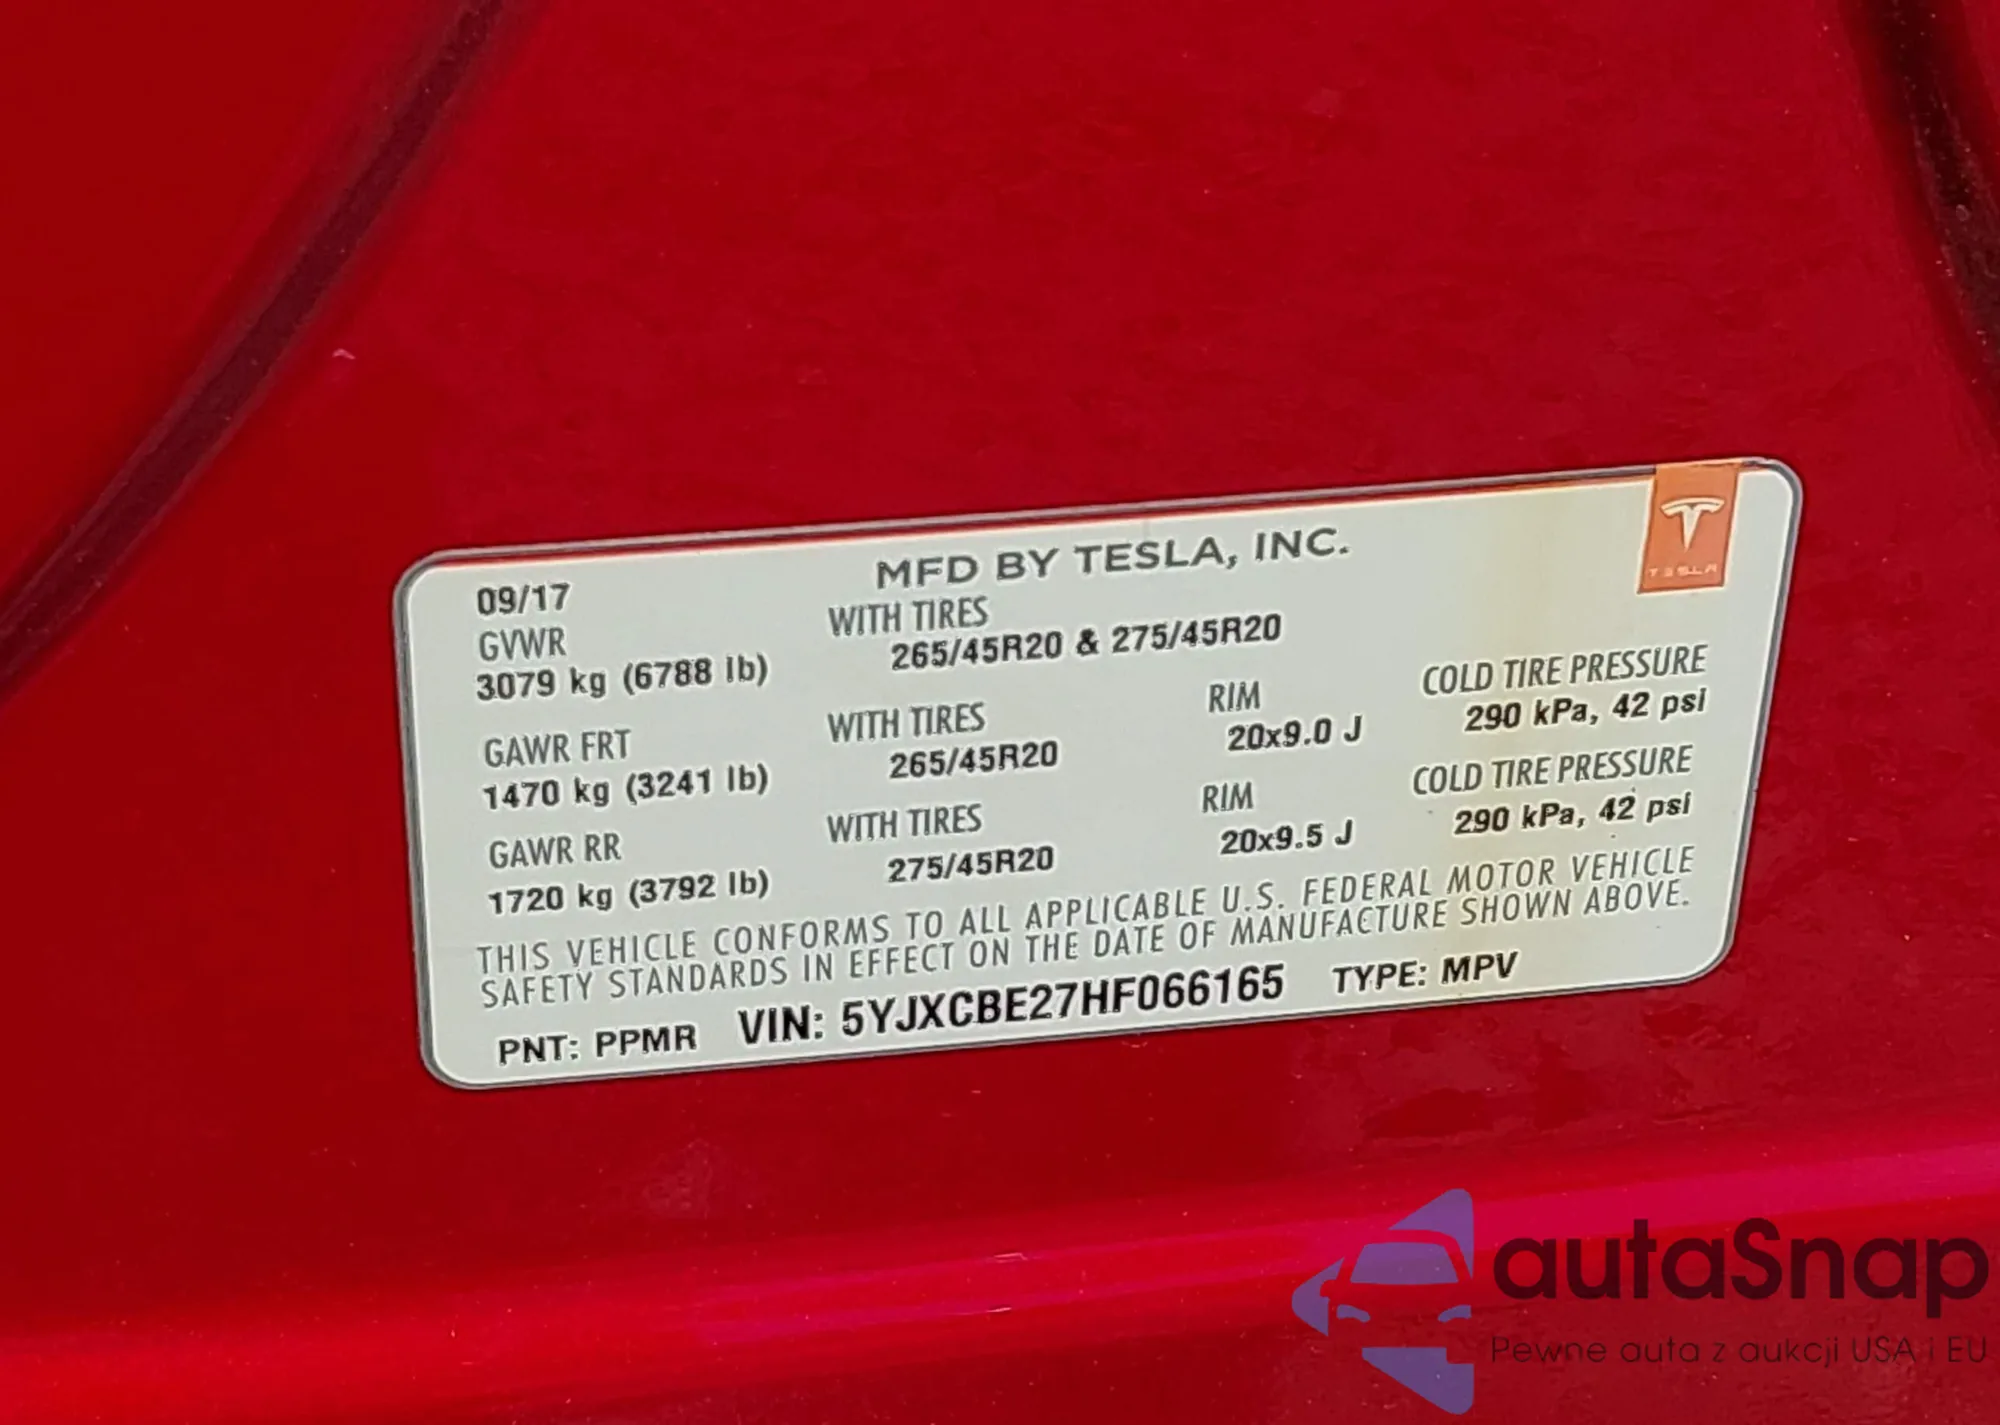 MFD BY TESLA, INC.
TESLA
09/17
GVWR
3079 kg (6788 lb)
WITH TIRES
265/45R20 & 275/45R20
GAWR FRT
1470 kg (3241 lb)
WITH TIRES
265/45R20
RIM
20x9.0 J
COLD TIRE PRESSURE
290 kPa, 42 psi
GAWR RR
1720 kg (3792 lb)
WITH TIRES
275/45R20
RIM
20x9.5 J
COLD TIRE PRESSURE
290 kPa, 42 psi
THIS VEHICLE CONFORMS TO ALL APPLICABLE U.S. FEDERAL MOTOR VEHICLE
SAFETY STANDARDS IN EFFECT ON THE DATE OF MANUFACTURE SHOWN ABOVE.
PNT: PPMR VIN: 5YJXCBE27HF066165 TYPE: MPV
autaSnap
Pewne auta z aukcji USA i EU